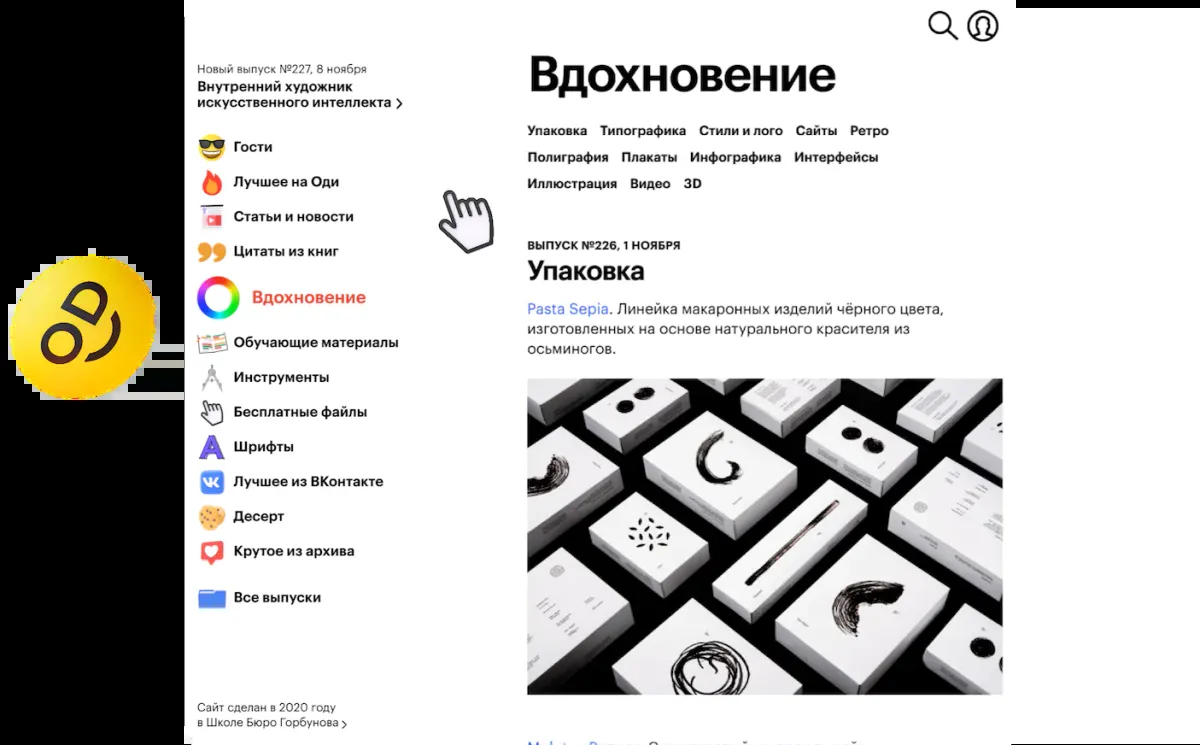 Новый выпуск №227, 8 ноября
Внутренний художник
искусственного интеллекта
Гости
Лучшее на Оди
Статьи и новости
Цитаты из книг
Вдохновение
Обучающие материалы
Инструменты
Бесплатные файлы
Шрифты
Лучшее из ВКонтакте
Десерт
Крутое из архива
Все выпуски
Сайт сделан в 2020 году
в Школе Бюро Горбунова
OD
Вдохновение
Упаковка Типографика Стили и лого Сайты Ретро
Полиграфия Плакаты Инфографика Интерфейсы
Иллюстрация Видео 3D
ВЫПУСК №226, 1 НОЯБРЯ
Упаковка
Pasta Sepia. Линейка макаронных изделий чёрного цвета,
изготовленных на основе натурального красителя из
осьминогов.